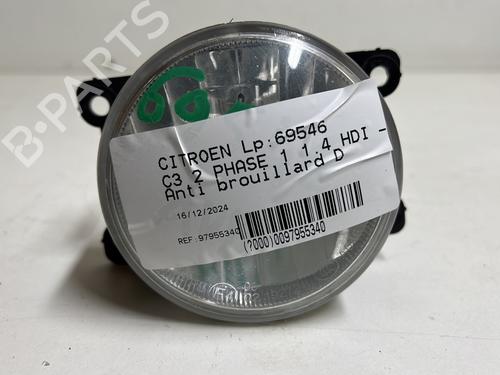 B-PARTS
CITROEN Lp:69546
C3 2 PHASE 1 1.4 HDI -
Anti brouillard D
16/12/2024
REF:97955340
(?000)0097955340